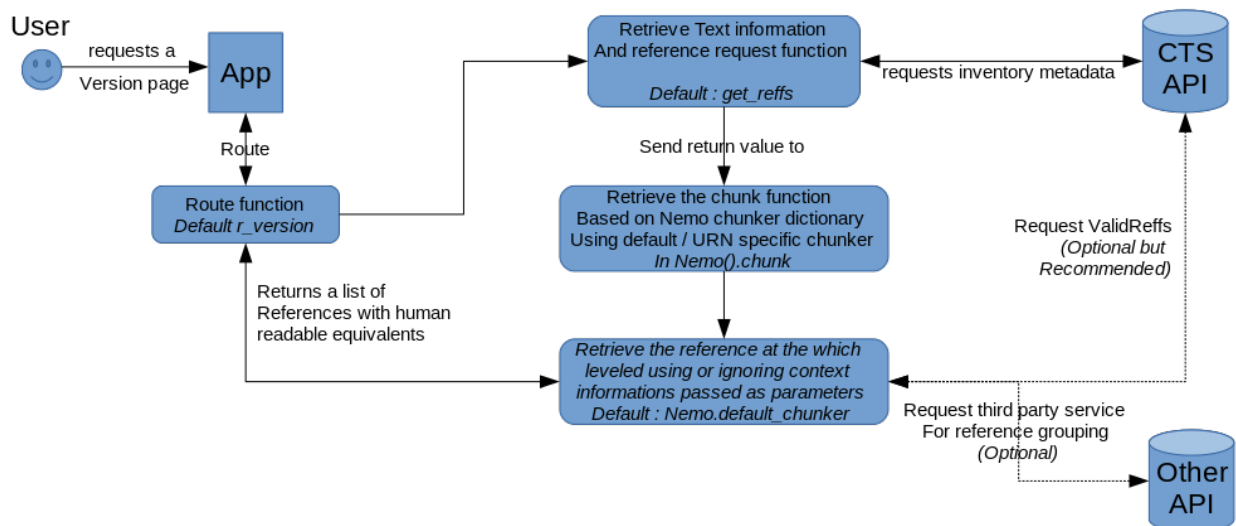 User
requests a
Version page
App
Route
Route function
Default r_version
Returns a list of
References with human
readable equivalents
Retrieve Text information
And reference request function
Default : get_reffs
requests inventory metadata
CTS
API
Send return value to
Retrieve the chunk function
Based on Nemo chunker dictionary
Using default / URN specific chunker
In Nemo().chunk
Request ValidReffs
(Optional but
Recommended)
Retrieve the reference at the which
leveled using or ignoring context
informations passed as parameters
Default : Nemo.default_chunker
Request third party service
For reference grouping
(Optional)
Other
API